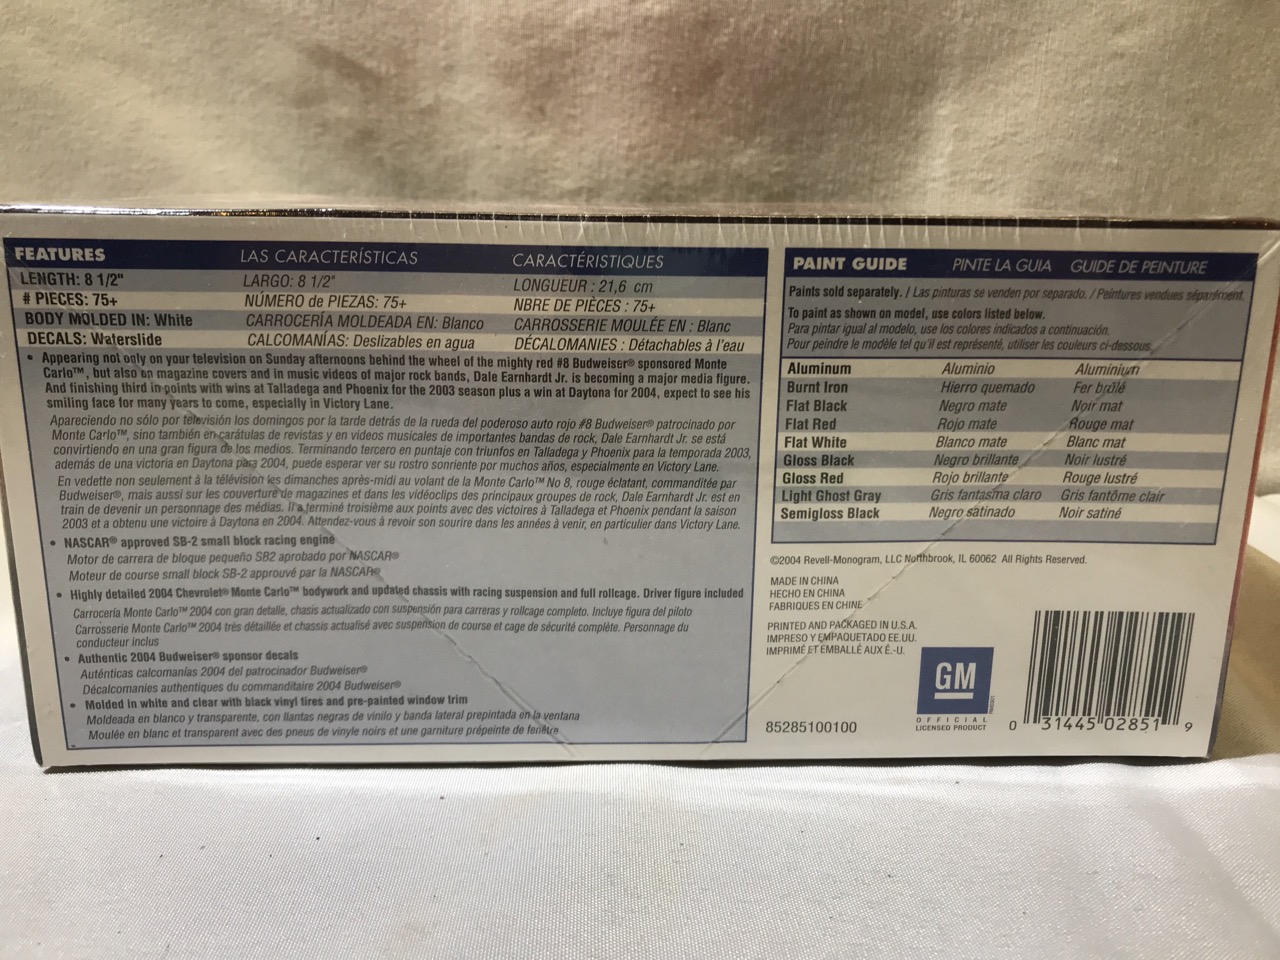 FEATURES LAS CARACTERÍSTICAS CARACTÉRISTIQUES
LENGTH: 8 1/2" LARGO: 8 1/2" LONGUEUR : 21,6 cm
# PIECES: 75+ NÚMERO de PIEZAS: 75+ NBRE DE PIÈCES : 75+
BODY MOLDED IN: White CARROCERÍA MOLDEADA EN: Blanco CARROSSERIE MOULÉE EN : Blanc
DECALS: Waterslide CALCOMANÍAS: Deslizables en agua DÉCALOMANIES : Détachables à l'eau
• Appearing not only on your television on Sunday afternoons behind the wheel of the mighty red #8 Budweiser® sponsored Monte
Carlo™, but also on magazine covers and in music videos of major rock bands, Dale Earnhardt Jr. is becoming a major media figure.
And finishing third in points with wins at Talladega and Phoenix for the 2003 season plus a win at Daytona for 2004, expect to see his
smiling face for many years to come, especially in Victory Lane.
Apareciendo no sólo por televisión los domingos por la tarde detrás de la rueda del poderoso auto rojo #8 Budweiser® patrocinado por
Monte Carlo™, sino también en carátulas de revistas y en videos musicales de importantes bandas de rock, Dale Earnhardt Jr. se está
convirtiendo en una gran figura de los medios. Terminando tercero en puntaje con triunfos en Talladega y Phoenix para la temporada 2003,
además de una victoria en Daytona para 2004, puede esperar ver su rostro sonriente por muchos años, especialmente en Victory Lane.
En vedette non seulement à la télévision les dimanches après-midi au volant de la Monte Carlo™ No 8, rouge éclatant, commanditée par
Budweiser®, mais aussi sur les couverture de magazines et dans les vidéoclips des principaux groupes de rock, Dale Earnhardt Jr. est en
train de devenir un personnage des médias. Il a terminé troisième aux points avec des victoires à Talladega et Phoenix pendant la saison
2003 et a obtenu une victoire à Daytona en 2004. Attendez-vous à revoir son sourire dans les années à venir, en particulier dans Victory Lane.
• NASCAR® approved SB-2 small block racing engine
Motor de carrera de bloque pequeño SB2 aprobado por NASCAR®
Moteur de course small block SB-2 approuvé par la NASCAR®
• Highly detailed 2004 Chevrolet® Monte Carlo™ bodywork and updated chassis with racing suspension and full rollcage. Driver figure included
Carrocería Monte Carlo™ 2004 con gran detalle, chasis actualizado con suspensión para carreras y rollcage completo. Incluye figura del piloto
Carrosserie Monte Carlo™ 2004 très détaillée et chassis actualisé avec suspension de course et cage de sécurité complète. Personnage du
conducteur inclus
• Authentic 2004 Budweiser® sponsor decals
Auténticas calcomanías 2004 del patrocinador Budweiser®
Décalcomanies authentiques du commanditaire 2004 Budweiser®
• Molded in white and clear with black vinyl tires and pre-painted window trim
Moldeada en blanco y transparente, con llantas negras de vinilo y banda lateral prepintada en la ventana
Moulée en blanc et transparent avec des pneus de vinyle noirs et une garniture prépeinte de fenêtre
PAINT GUIDE PINTE LA GUIA GUIDE DE PEINTURE
Paints sold separately. / Las pinturas se venden por separado. / Peintures vendues séparément.
To paint as shown on model, use colors listed below.
Para pintar igual al modelo, use los colores indicados a continuación.
Pour peindre le modèle tel qu'il est représenté, utiliser les couleurs ci-dessous.
Aluminum Aluminio Aluminium
Burnt Iron Hierro quemado Fer brûlé
Flat Black Negro mate Noir mat
Flat Red Rojo mate Rouge mat
Flat White Blanco mate Blanc mat
Gloss Black Negro brillante Noir lustré
Gloss Red Rojo brillante Rouge lustré
Light Ghost Gray Gris fantasma claro Gris fantôme clair
Semigloss Black Negro satinado Noir satiné
©2004 Revell-Monogram, LLC Northbrook, IL 60062 All Rights Reserved.
MADE IN CHINA
HECHO EN CHINA
FABRIQUES EN CHINE
PRINTED AND PACKAGED IN U.S.A.
IMPRESO Y EMPAQUETADO EE.UU.
IMPRIMÉ ET EMBALLÉ AUX É.-U.
GM
OFFICIAL
LICENSED PRODUCT
85285100100
0 31445 02851 9